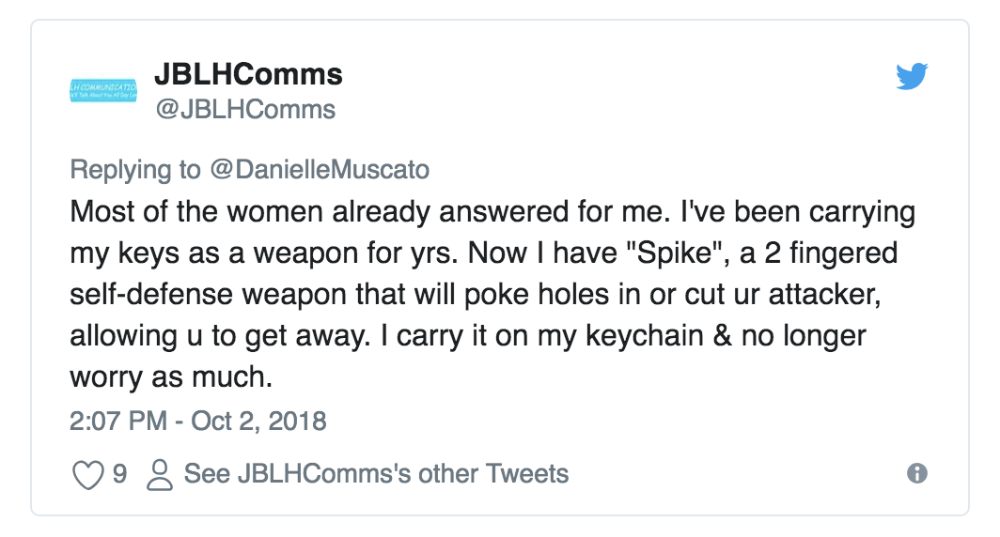 LH COMMUNICATIO
JBLHComms
@JBLHComms
Replying to @DanielleMuscato
Most of the women already answered for me. I've been carrying
my keys as a weapon for yrs. Now I have "Spike", a 2 fingered
self-defense weapon that will poke holes in or cut ur attacker,
allowing u to get away. I carry it on my keychain & no longer
worry as much.
2:07 PM - Oct 2, 2018
9 See JBLHComms's other Tweets